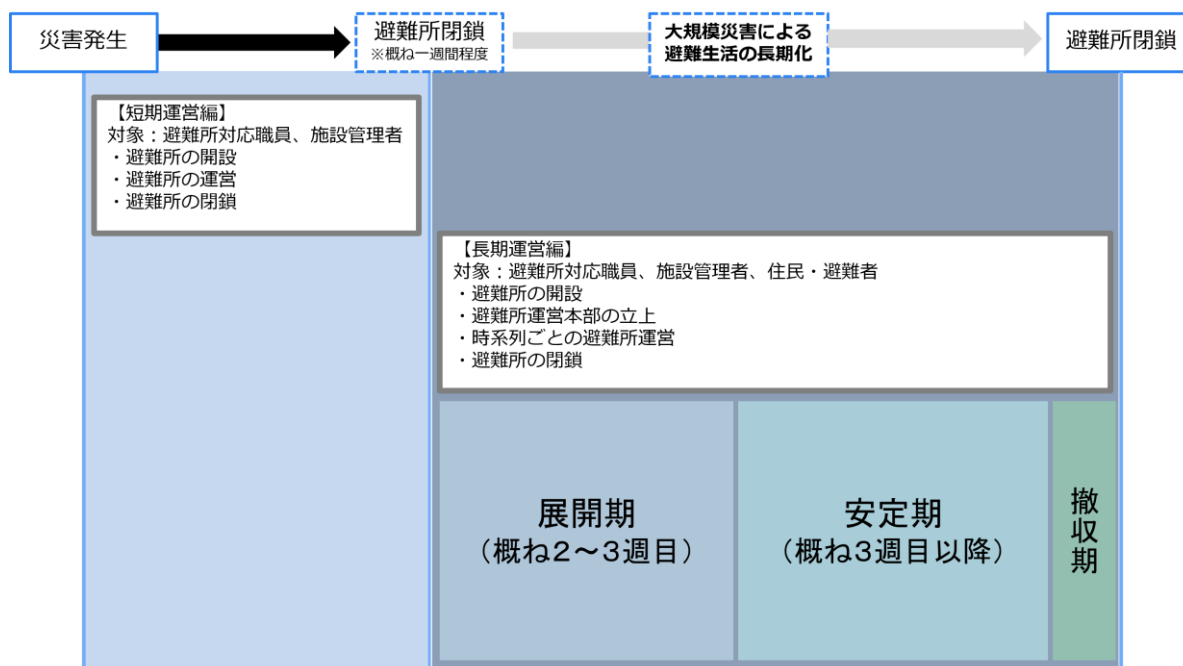 災害発生
避難所閉鎖
※概ね一週間程度
大規模災害による
避難生活の長期化
避難所閉鎖
【短期運営編】
対象：避難所対応職員、施設管理者
・避難所の開設
・避難所の運営
・避難所の閉鎖
【長期運営編】
対象：避難所対応職員、施設管理者、住民・避難者
・避難所の開設
・避難所運営本部の立上
・時系列ごとの避難所運営
・避難所の閉鎖
展開期
（概ね２～３週目）
安定期
（概ね３週目以降）
撤収期